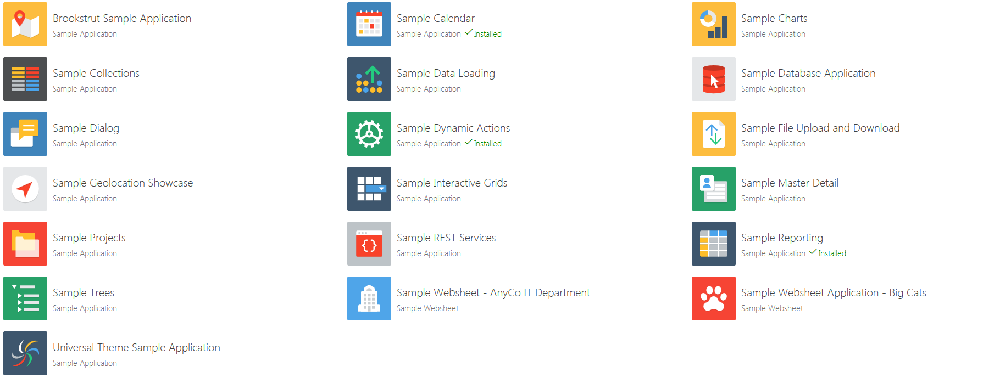 Brookstrut Sample Application
Sample Application
Sample Calendar
Sample Application ✓Installed
Sample Charts
Sample Application
Sample Collections
Sample Application
Sample Data Loading
Sample Application
Sample Database Application
Sample Application
Sample Dialog
Sample Application
Sample Dynamic Actions
Sample Application ✓Installed
Sample File Upload and Download
Sample Application
Sample Geolocation Showcase
Sample Application
Sample Interactive Grids
Sample Application
Sample Master Detail
Sample Application
Sample Projects
Sample Application
Sample REST Services
Sample Application
Sample Reporting
Sample Application ✓Installed
Sample Trees
Sample Application
Sample Websheet - AnyCo IT Department
Sample Websheet
Sample Websheet Application - Big Cats
Sample Websheet
Universal Theme Sample Application
Sample Application